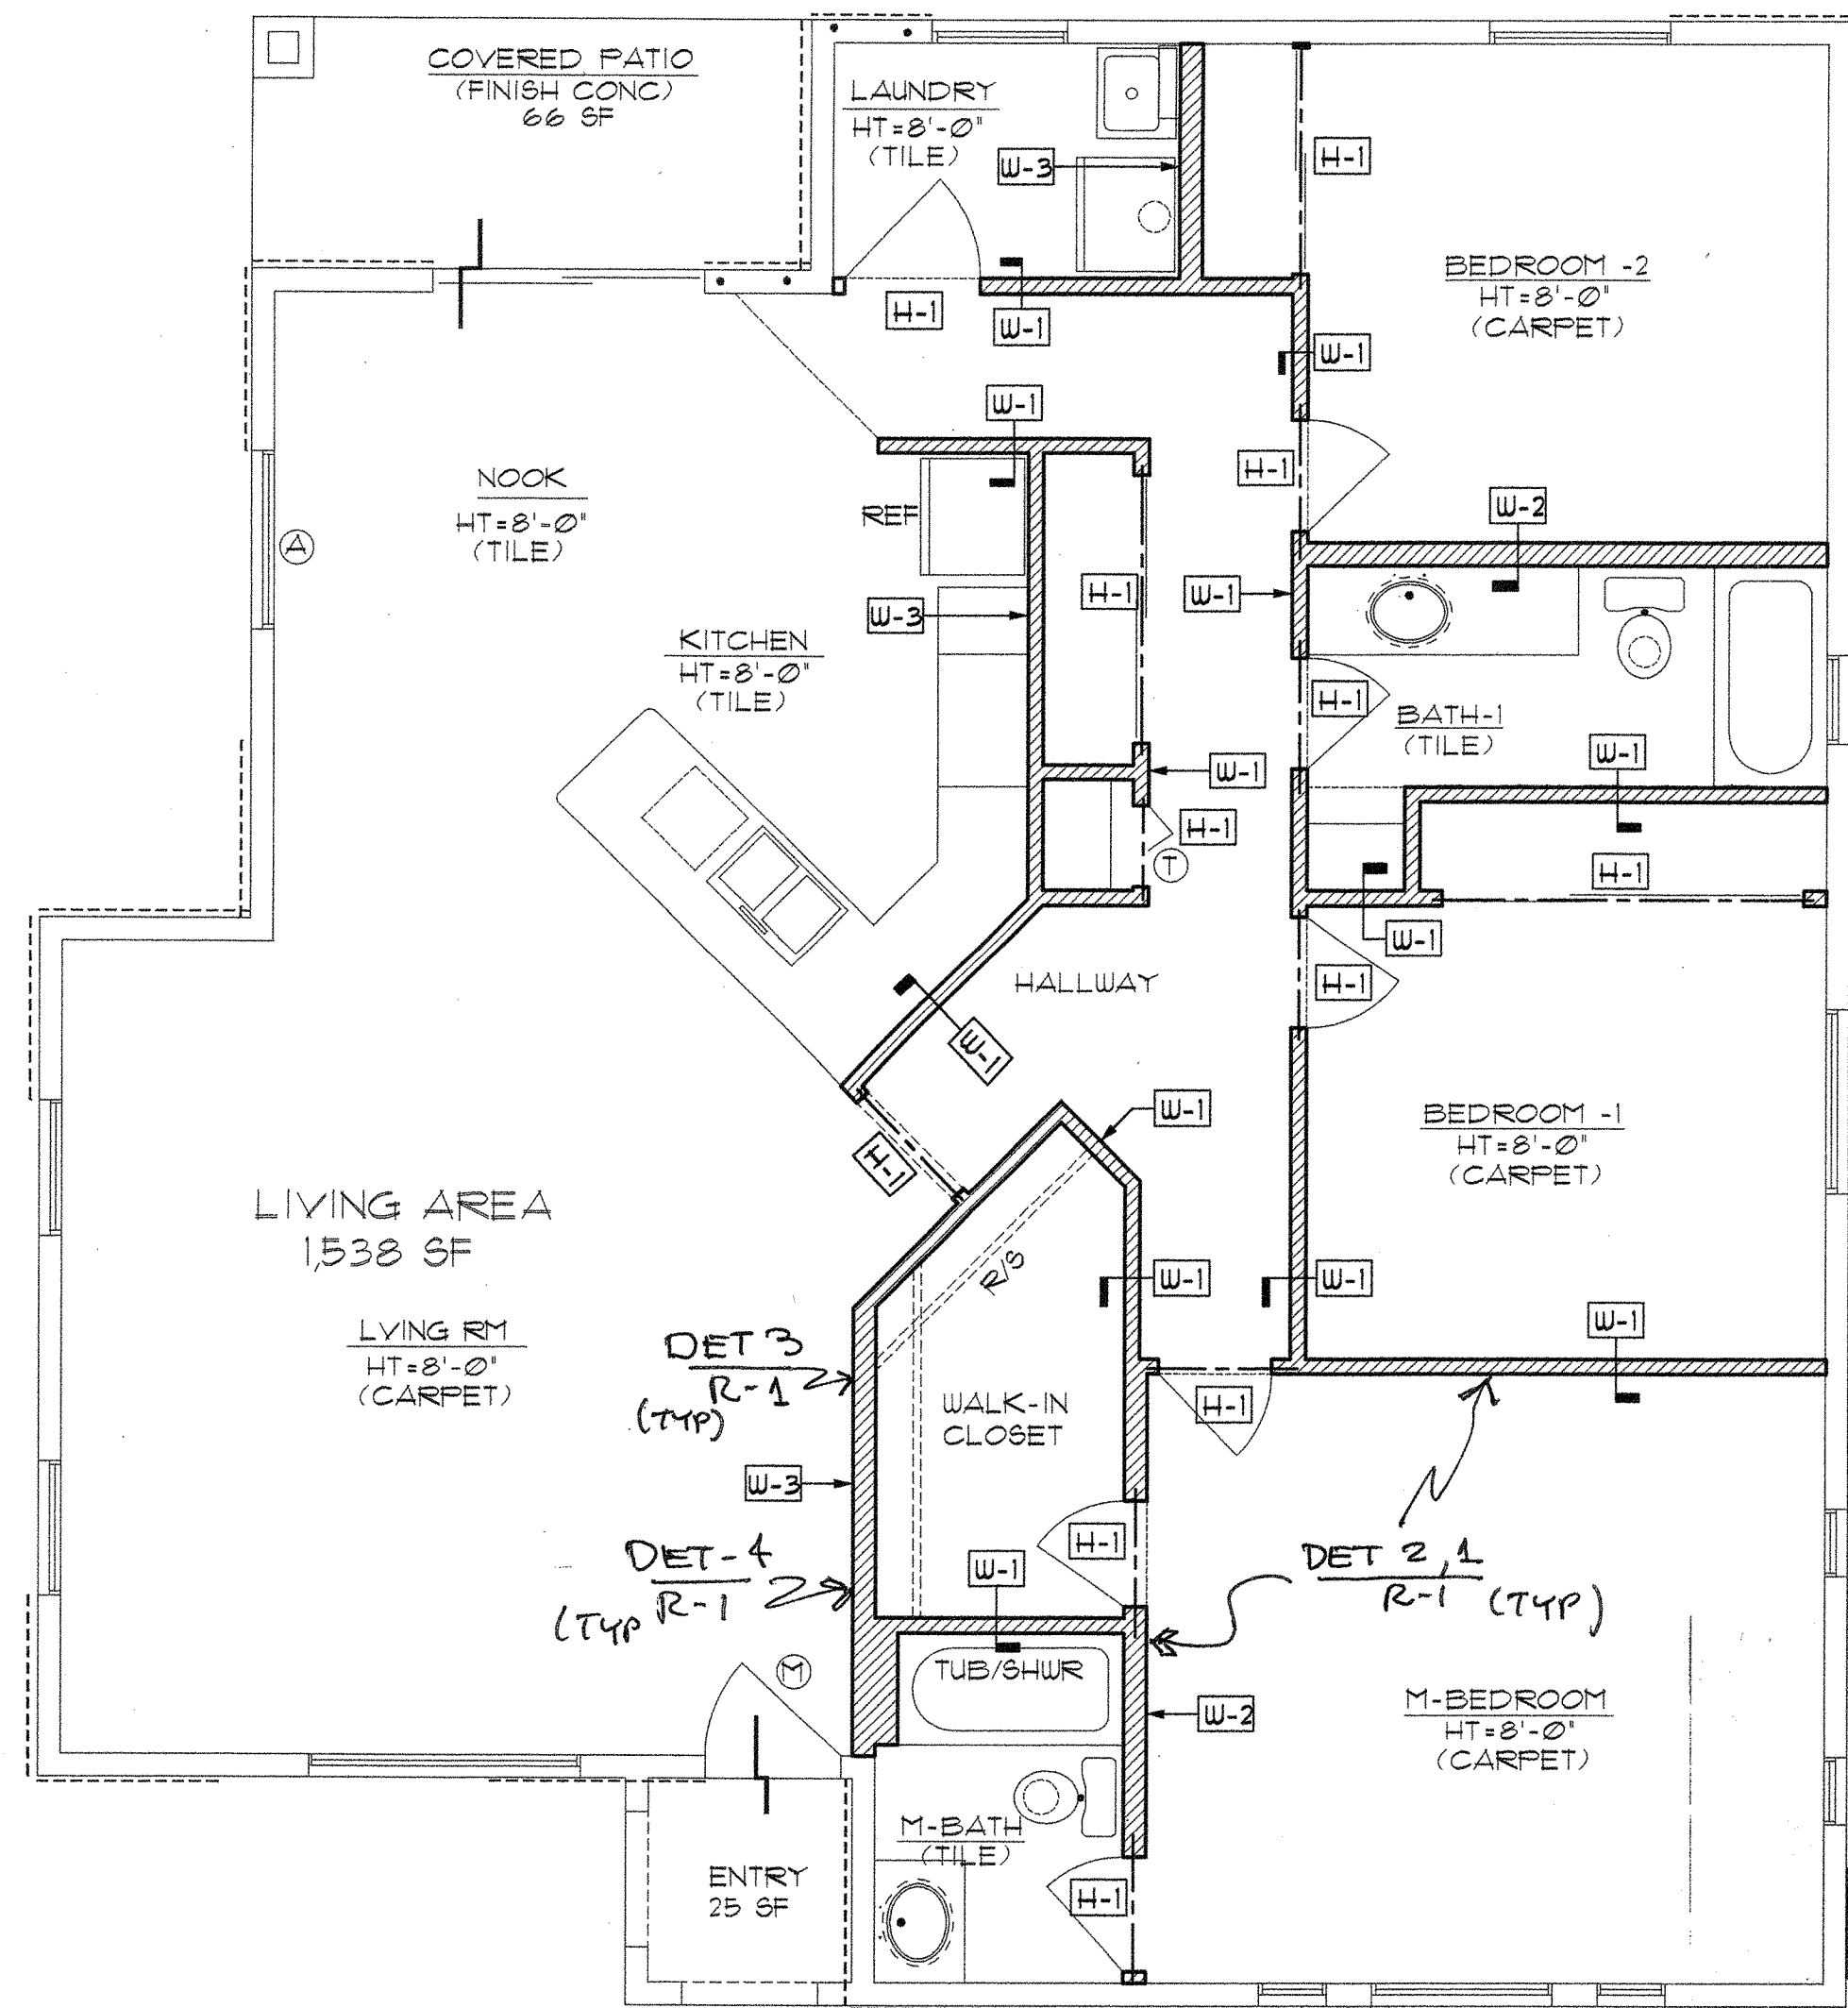 COVERED PATIO
(FINISH CONC)
66 SF
LAUNDRY
HT=8'-0"
(TILE)
W-3
H-1
BEDROOM -2
HT=8'-0"
(CARPET)
H-1
W-1
W-1
W-1
H-1
NOOK
HT=8'-0"
(TILE)
REF
W-2
A
H-1
W-1
W-3
KITCHEN
HT=8'-0"
(TILE)
H-1
BATH-1
(TILE)
W-1
W-1
H-1
T
H-1
W-1
HALLWAY
H-1
W-1
W-1
BEDROOM -1
HT=8'-0"
(CARPET)
H-1
LIVING AREA
1,538 SF
R/S
W-1
W-1
W-1
LVING RM
HT=8'-0"
(CARPET)
DET 3
R-1
(TYP)
WALK-IN
CLOSET
H-1
W-3
H-1
DET-4
R-1
(TYP
W-1
DET 2,1
R-1 (TYP)
M
TUB/SHWR
W-2
M-BEDROOM
HT=8'-0"
(CARPET)
M-BATH
(TILE)
ENTRY
25 SF
H-1